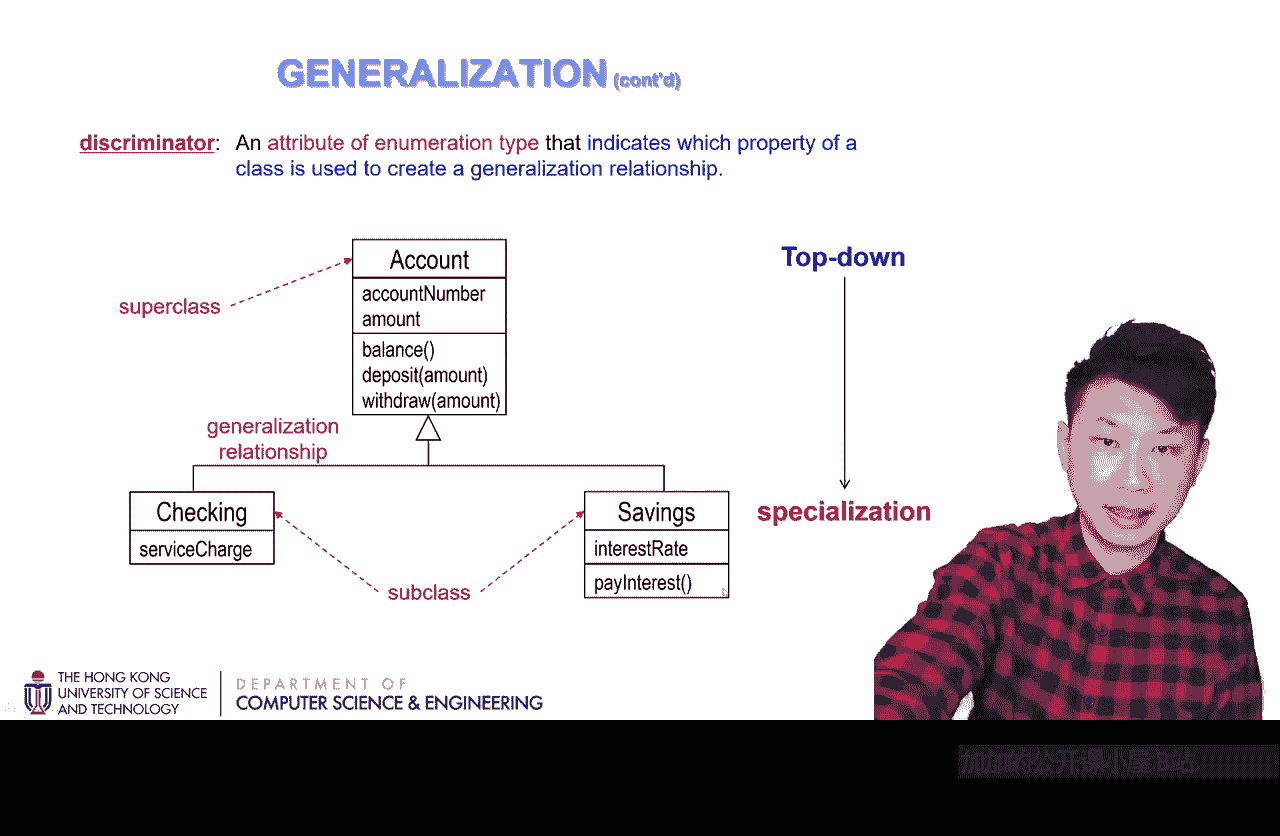 GENERALIZATION (cont'd)
discriminator: An attribute of enumeration type that indicates which property of a
class is used to create a generalization relationship.
Account
accountNumber
amount
balance()
deposit(amount)
withdraw(amount)
superclass
generalization
relationship
Checking
serviceCharge
Savings
interestRate
payInterest()
subclass
Top-down
specialization
THE HONG KONG
UNIVERSITY OF SCIENCE
AND TECHNOLOGY
DEPARTMENT OF
COMPUTER SCIENCE & ENGINEERING
加加的公开课小屋:B站